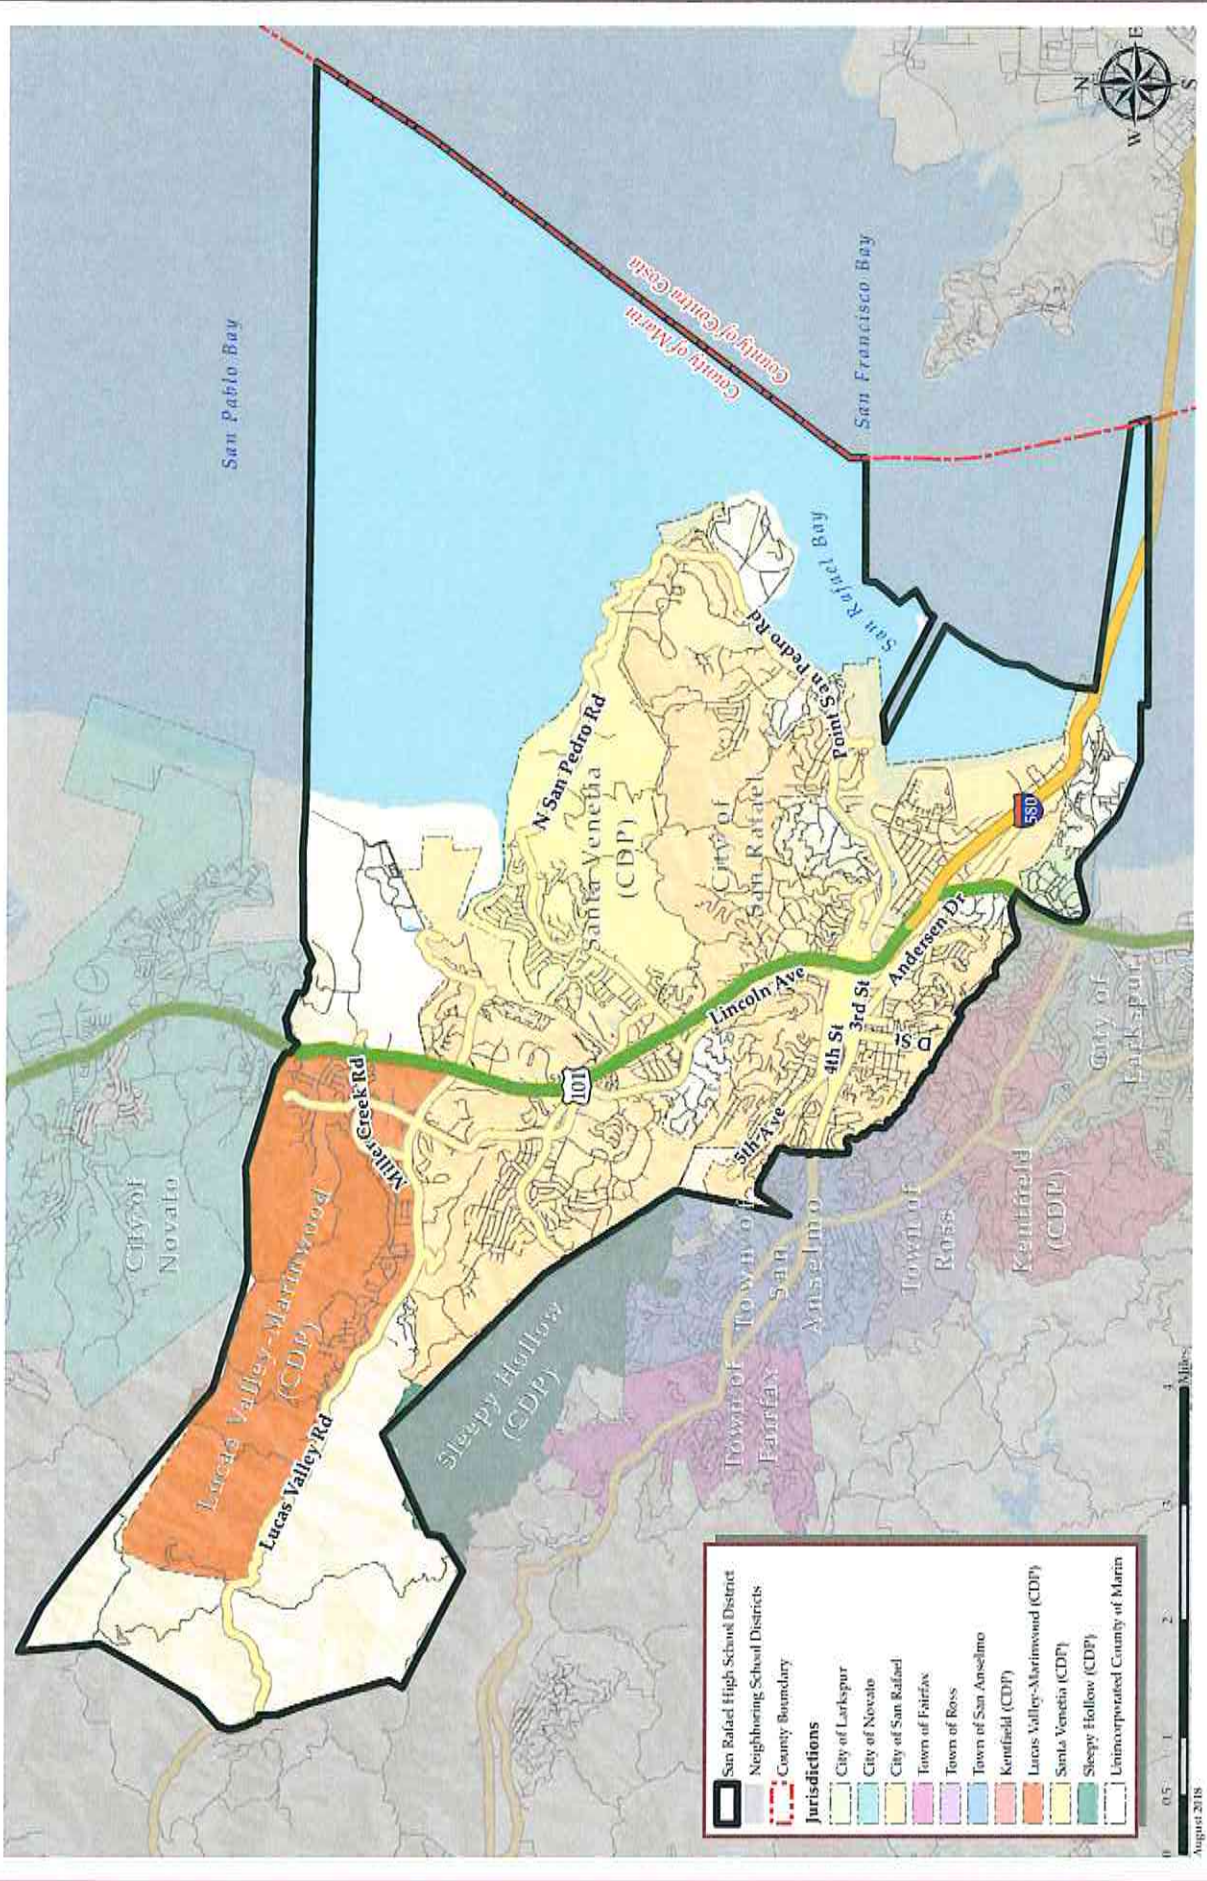 San Pablo Bay
County of Contra Costa
County of Marin
San Francisco Bay
San Rafael Bay
City of
Novato
Lucas Valley-Marinwood
(CDP)
Miller Creek Rd
Lucas Valley Rd
N San Pedro Rd
Santa Venetia
(CDP)
Point San Pedro Rd
City of
San Rafael
101
Lincoln Ave
580
Andersen Dr
3rd St
4th St
D St
5th Ave
Sleepy Hollow
(CDP)
Town of
San
Anselmo
Town of
Fairfax
Town of
Ross
Kentfield
(CDP)
City of
Larkspur
N
E
S
W
San Rafael High School District
Neighboring School Districts
County Boundary
Jurisdictions
City of Larkspur
City of Novato
City of San Rafael
Town of Fairfax
Town of Ross
Town of San Anselmo
Kentfield (CDP)
Lucas Valley-Marinwood (CDP)
Santa Venetia (CDP)
Sleepy Hollow (CDP)
Unincorporated County of Marin
0 0.5 1 2 3 4
Miles
August 2018